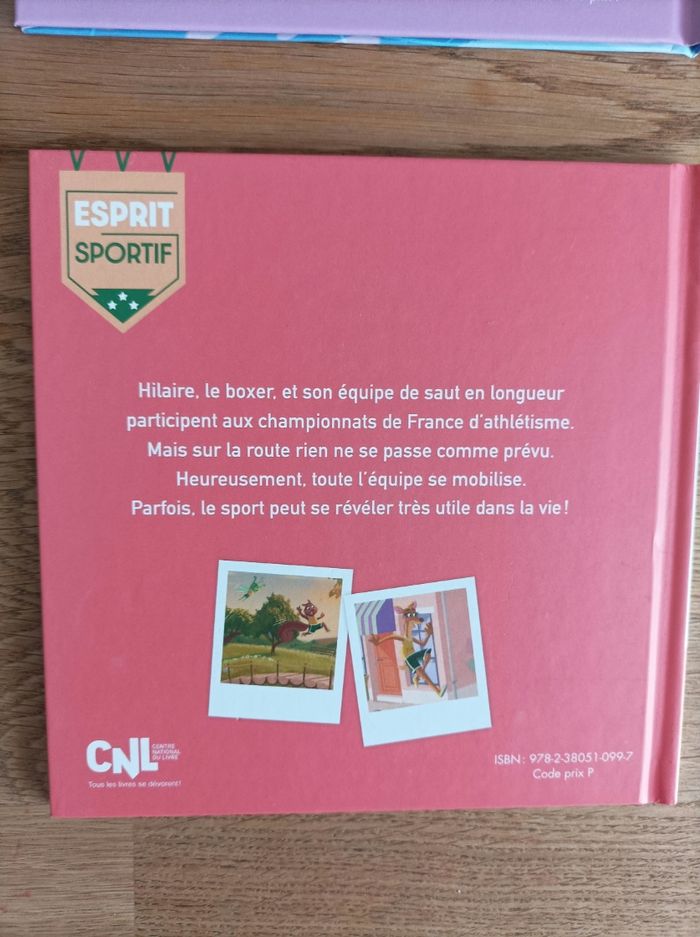 ESPRIT
SPORTIF
Hilaire, le boxer, et son équipe de saut en longueur
participent aux championnats de France d'athlétisme.
Mais sur la route rien ne se passe comme prévu.
Heureusement, toute l'équipe se mobilise.
Parfois, le sport peut se révéler très utile dans la vie !
CNL
CENTRE
NATIONAL
DU LIVRE
Tous les livres se dévorent!
ISBN : 978-2-38051-099-7
Code prix P